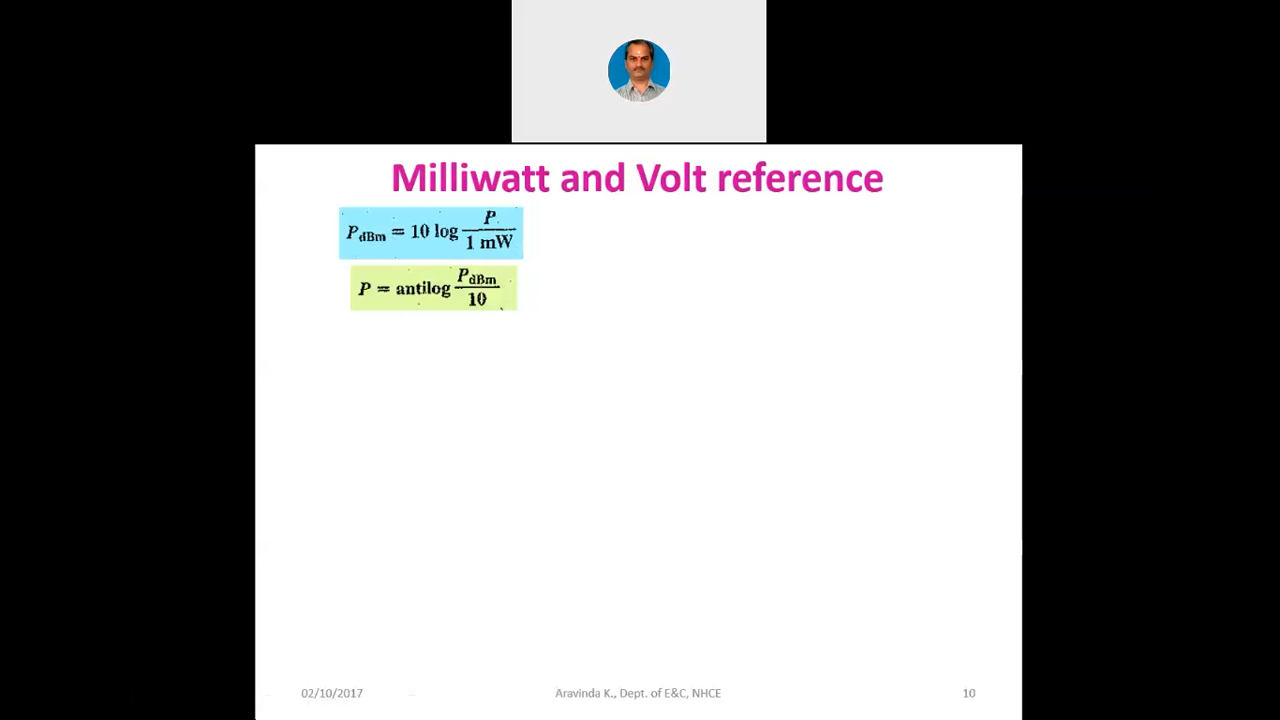 Milliwatt and Volt reference
P_dBm = 10 log P / 1 mW
P = antilog P_dBm / 10
02/10/2017 Aravinda K., Dept. of E&C, NHCE 10